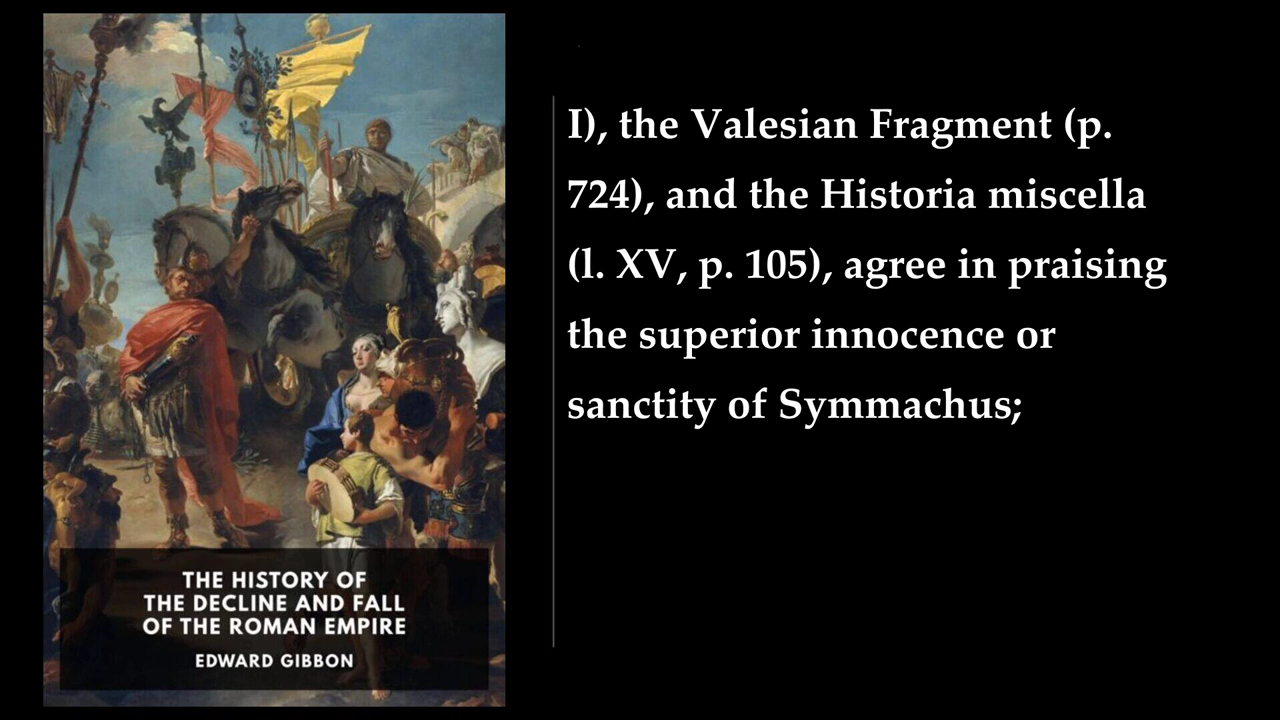 THE HISTORY OF
THE DECLINE AND FALL
OF THE ROMAN EMPIRE
EDWARD GIBBON
I), the Valesian Fragment (p.
724), and the Historia miscella
(l. XV, p. 105), agree in praising
the superior innocence or
sanctity of Symmachus;